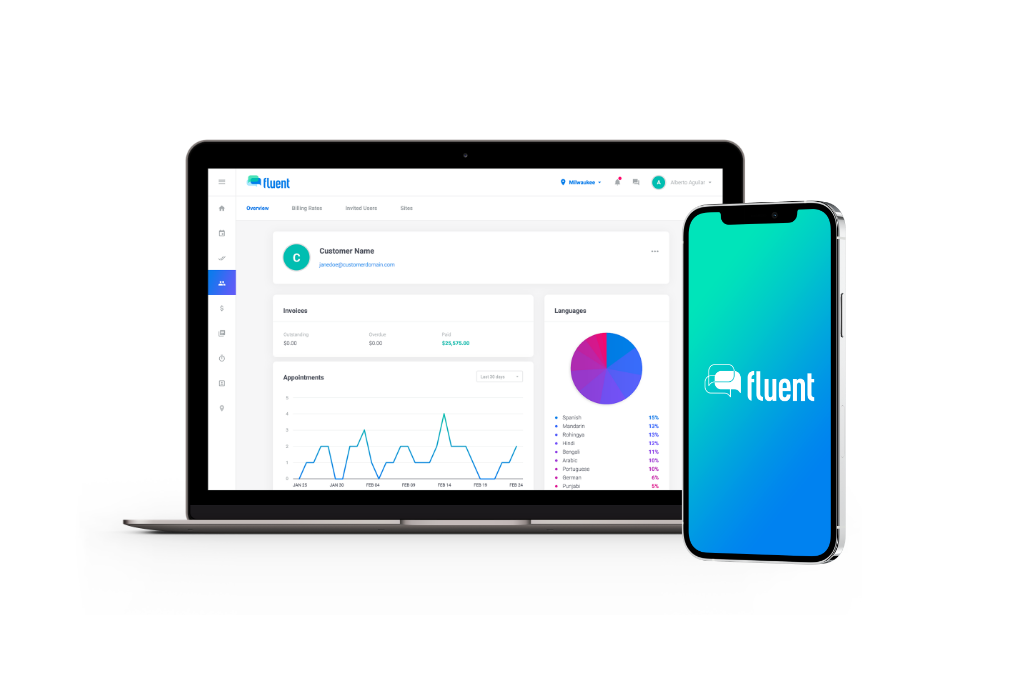 fluent
Milwaukee
A
Alberto Aguilar
Overview Billing Rates Invited Users Sites
C
Customer Name
janedoe@customerdomain.com
Invoices
Outstanding Overdue Paid
$0.00 $0.00 $25,575.00
Appointments
Last 30 days
5
4
3
2
1
0
JAN 25 JAN 30 FEB 04 FEB 09 FEB 14 FEB 19 FEB 24
Languages
Spanish 15%
Mandarin 13%
Rohingya 13%
Hindi 12%
Bengali 11%
Arabic 10%
Portuguese 10%
German 6%
Punjabi 5%
fluent